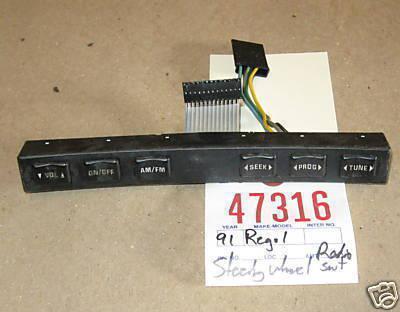 ▼ VOL ▲ ON/OFF AM/FM ◀ SEEK ▶ ◀ PROG ▶ ◀ TUNE ▶
47316
YEAR MAKE-MODEL INTER NO.
91 Regal
Steering wheel Radio